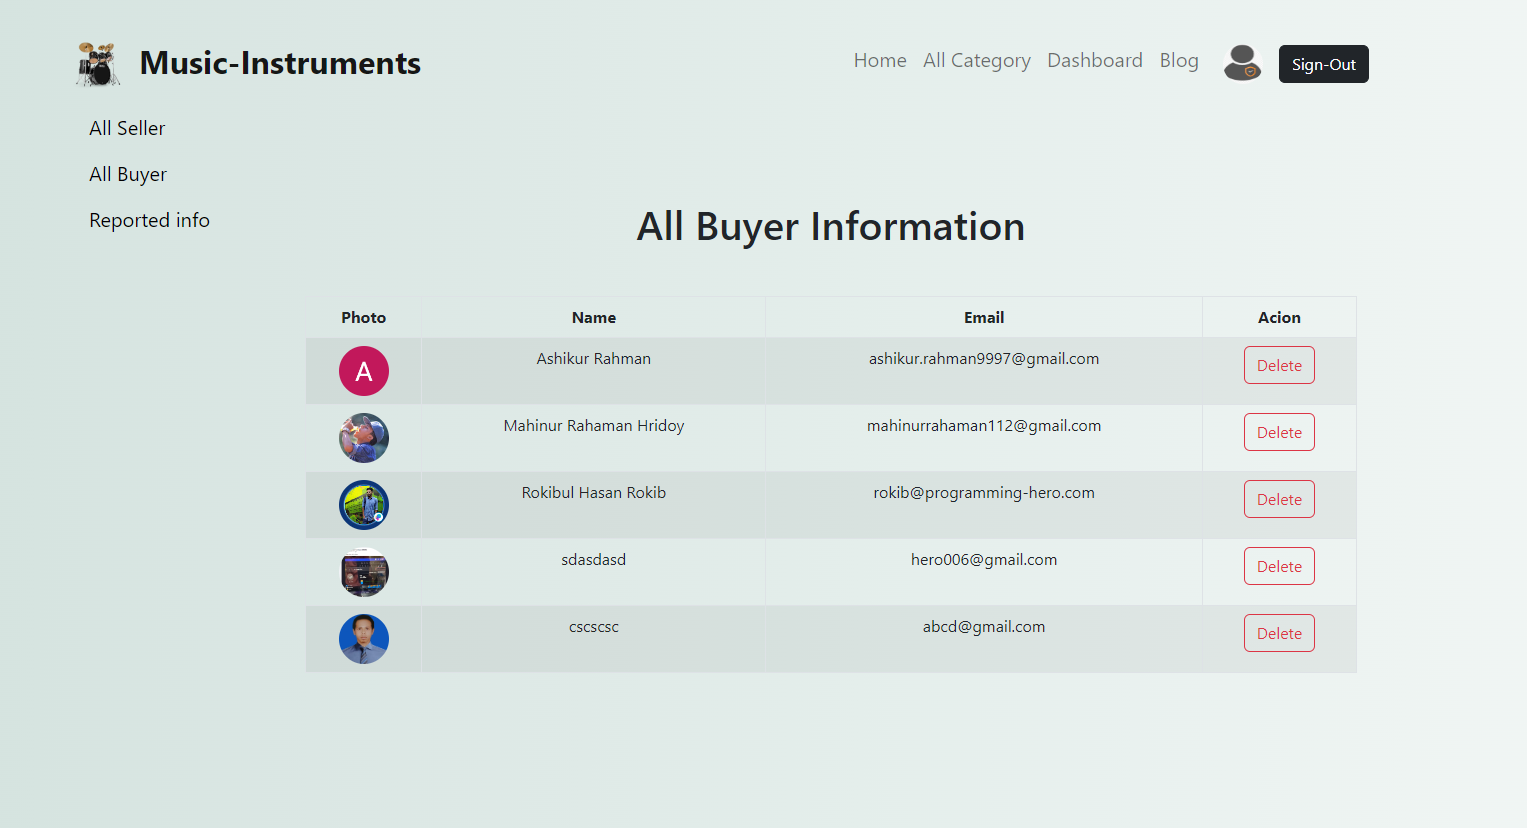 Music-Instruments
Home All Category Dashboard Blog Sign-Out
All Seller
All Buyer
Reported info
All Buyer Information
Photo Name Email Acion
A Ashikur Rahman ashikur.rahman9997@gmail.com Delete
Mahinur Rahaman Hridoy mahinurrahaman112@gmail.com Delete
Rokibul Hasan Rokib rokib@programming-hero.com Delete
sdasdasd hero006@gmail.com Delete
cscscsc abcd@gmail.com Delete